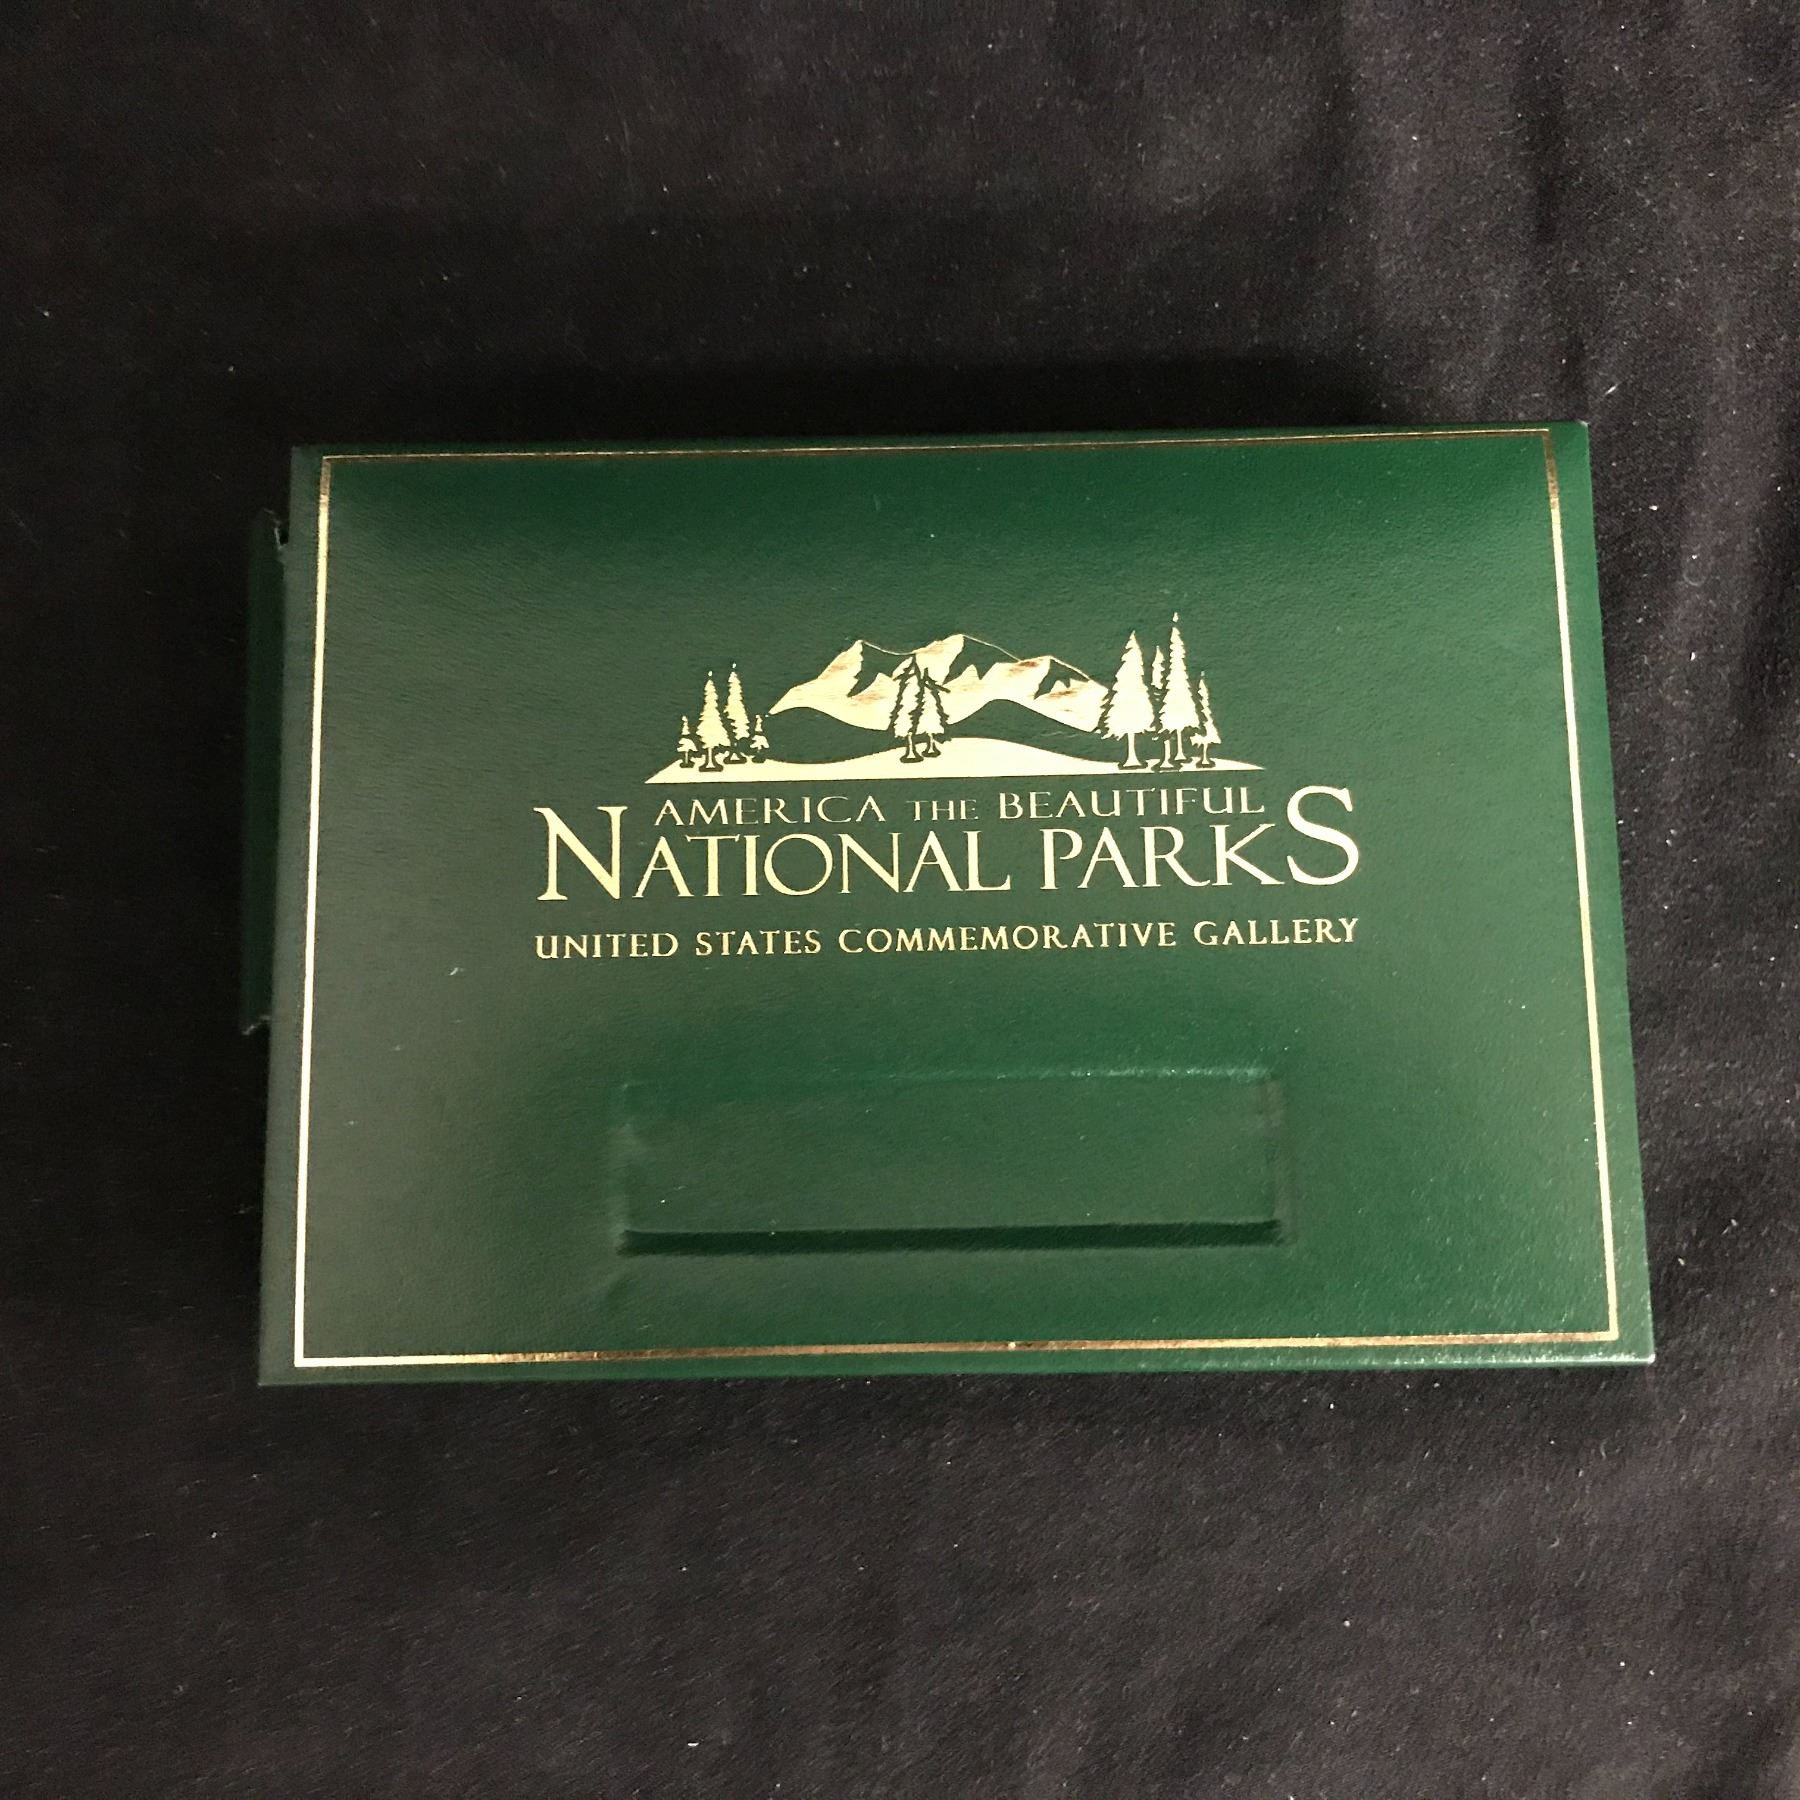 AMERICA THE BEAUTIFUL
NATIONAL PARKS
UNITED STATES COMMEMORATIVE GALLERY